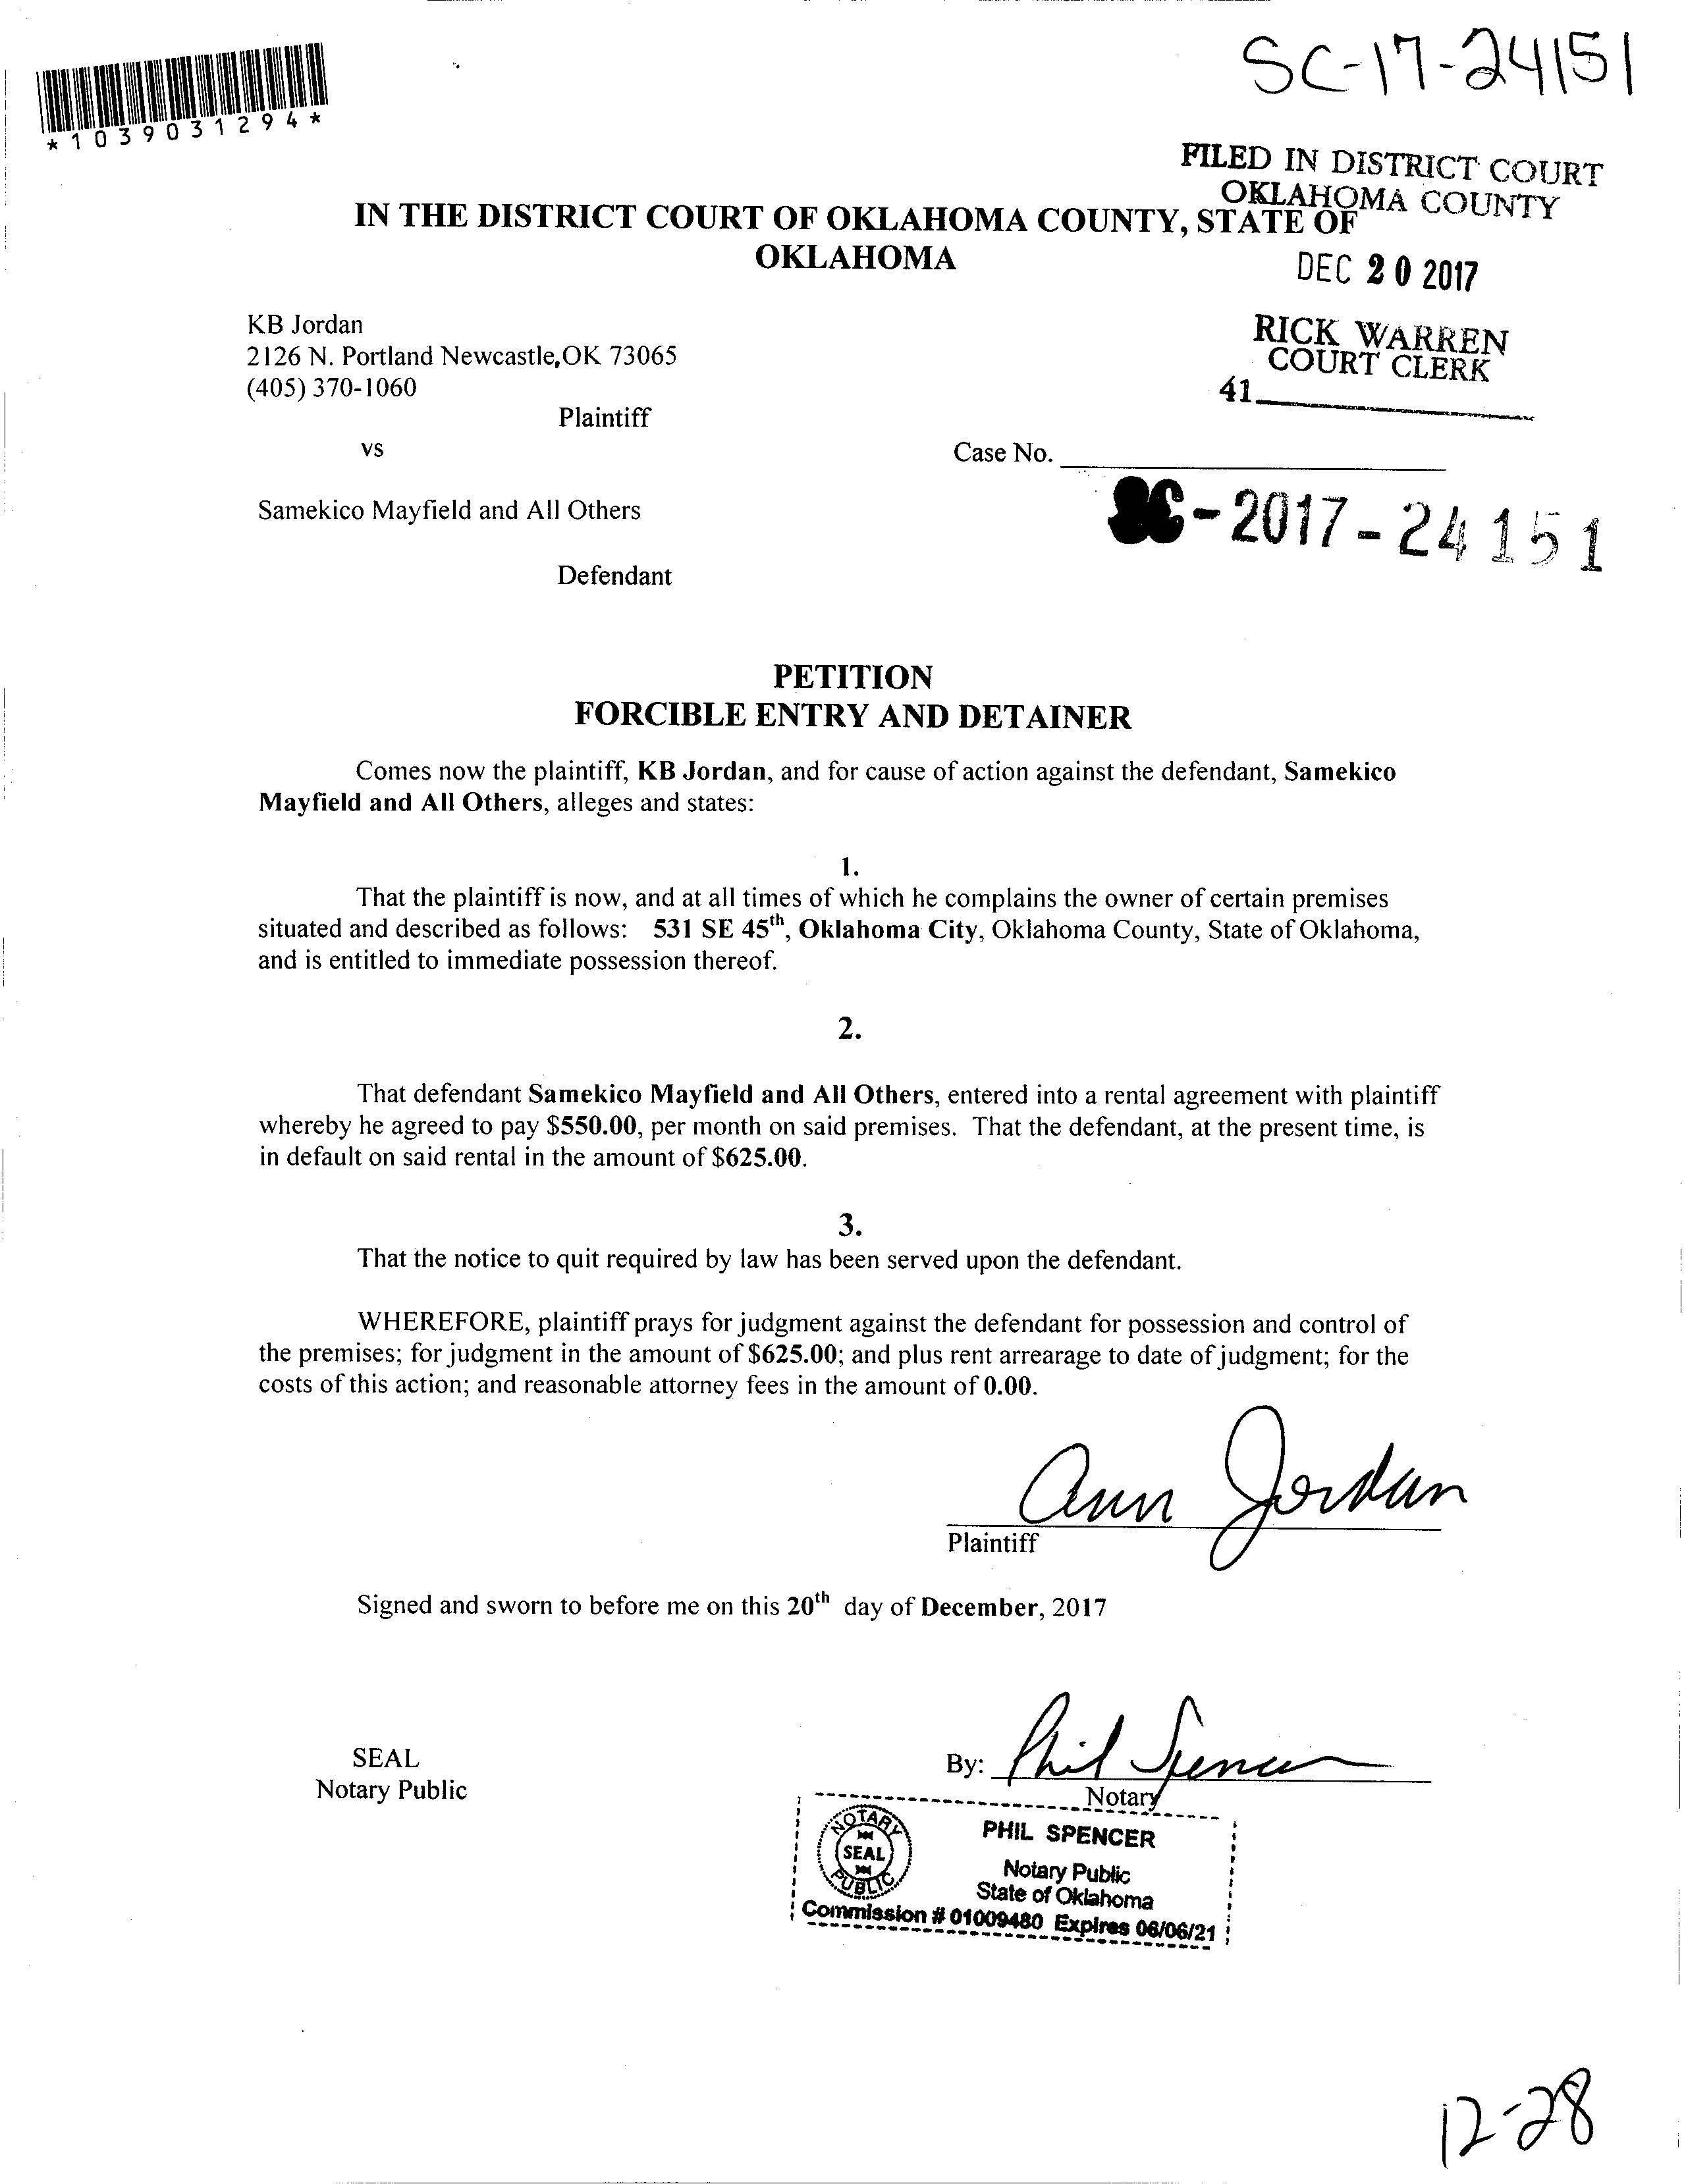 SC-17-24151
*1039031294*
FILED IN DISTRICT COURT
OKLAHOMA COUNTY
IN THE DISTRICT COURT OF OKLAHOMA COUNTY, STATE OF
OKLAHOMA
DEC 20 2017
KB Jordan
2126 N. Portland Newcastle,OK 73065
(405) 370-1060
RICK WARREN
COURT CLERK
41
Plaintiff
vs
Case No.
SC-2017-24151
Samekico Mayfield and All Others
Defendant
PETITION
FORCIBLE ENTRY AND DETAINER
Comes now the plaintiff, KB Jordan, and for cause of action against the defendant, Samekico
Mayfield and All Others, alleges and states:
1.
That the plaintiff is now, and at all times of which he complains the owner of certain premises
situated and described as follows: 531 SE 45th, Oklahoma City, Oklahoma County, State of Oklahoma,
and is entitled to immediate possession thereof.
2.
That defendant Samekico Mayfield and All Others, entered into a rental agreement with plaintiff
whereby he agreed to pay $550.00, per month on said premises. That the defendant, at the present time, is
in default on said rental in the amount of $625.00.
3.
That the notice to quit required by law has been served upon the defendant.
WHEREFORE, plaintiff prays for judgment against the defendant for possession and control of
the premises; for judgment in the amount of $625.00; and plus rent arrearage to date of judgment; for the
costs of this action; and reasonable attorney fees in the amount of 0.00.
Ann Jordan
Plaintiff
Signed and sworn to before me on this 20th day of December, 2017
SEAL
Notary Public
By: Phil Spencer
Notary
NOTARY
SEAL
PUBLIC
PHIL SPENCER
Notary Public
State of Oklahoma
Commission # 01009480 Expires 06/06/21
12-28